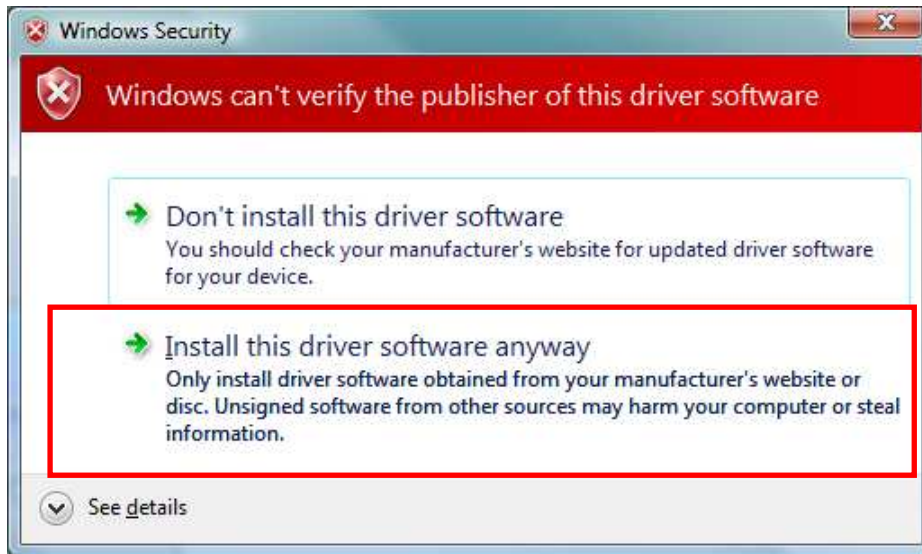 Windows Security
Windows can't verify the publisher of this driver software
Don't install this driver software
You should check your manufacturer's website for updated driver software
for your device.
Install this driver software anyway
Only install driver software obtained from your manufacturer's website or
disc. Unsigned software from other sources may harm your computer or steal
information.
See details